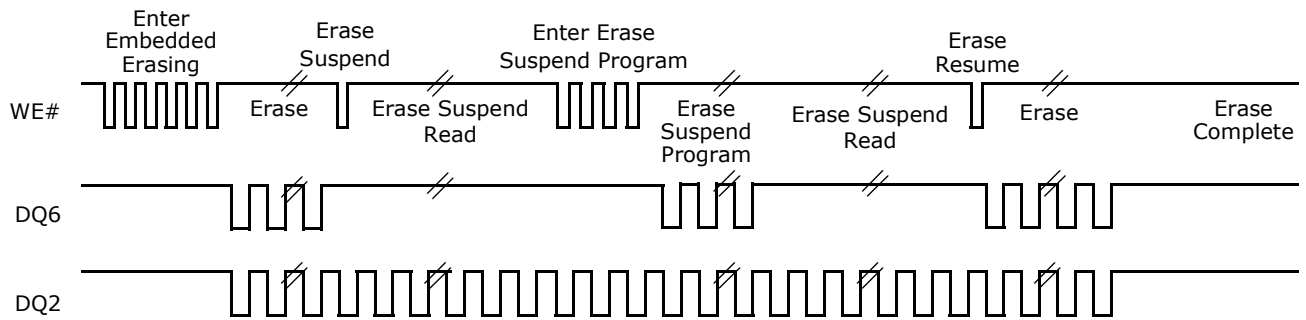 Enter
Embedded
Erasing
Erase
Suspend
Enter Erase
Suspend Program
Erase
Resume
WE#
Erase
Erase Suspend
Read
Erase
Suspend
Program
Erase Suspend
Read
Erase
Erase
Complete
DQ6
DQ2